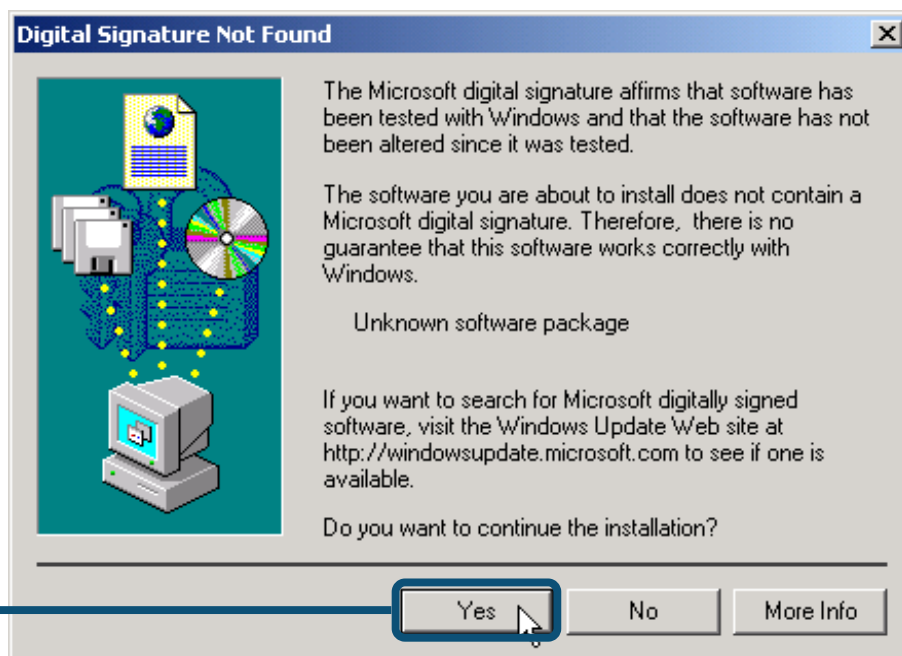 Digital Signature Not Found
The Microsoft digital signature affirms that software has
been tested with Windows and that the software has not
been altered since it was tested.
The software you are about to install does not contain a
Microsoft digital signature. Therefore,  there is no
guarantee that this software works correctly with
Windows.
Unknown software package
If you want to search for Microsoft digitally signed
software, visit the Windows Update Web site at
http://windowsupdate.microsoft.com to see if one is
available.
Do you want to continue the installation?
Yes
No
More Info